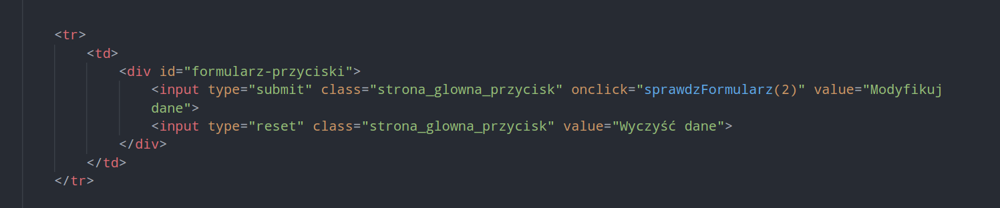 <tr>
<td>
<div id="formularz-przyciski">
<input type="submit" class="strona_glowna_przycisk" onclick="sprawdzFormularz(2)" value="Modyfikuj
dane">
<input type="reset" class="strona_glowna_przycisk" value="Wyczyść dane">
</div>
</td>
</tr>